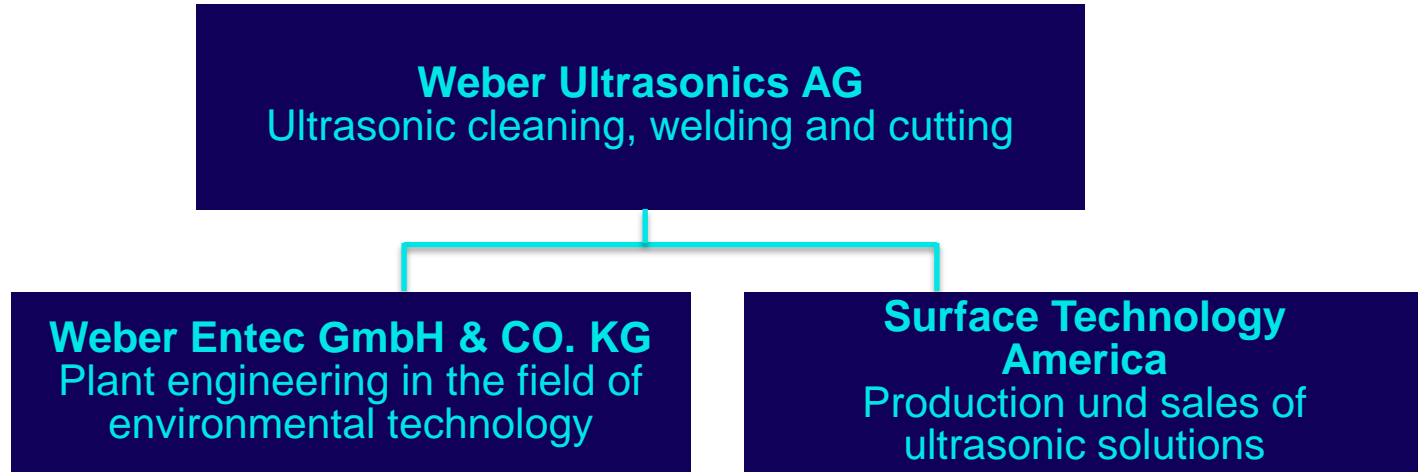 Weber Ultrasonics AG
Ultrasonic cleaning, welding and cutting
Weber Entec GmbH & CO. KG
Plant engineering in the field of
environmental technology
Surface Technology
America
Production und sales of
ultrasonic solutions